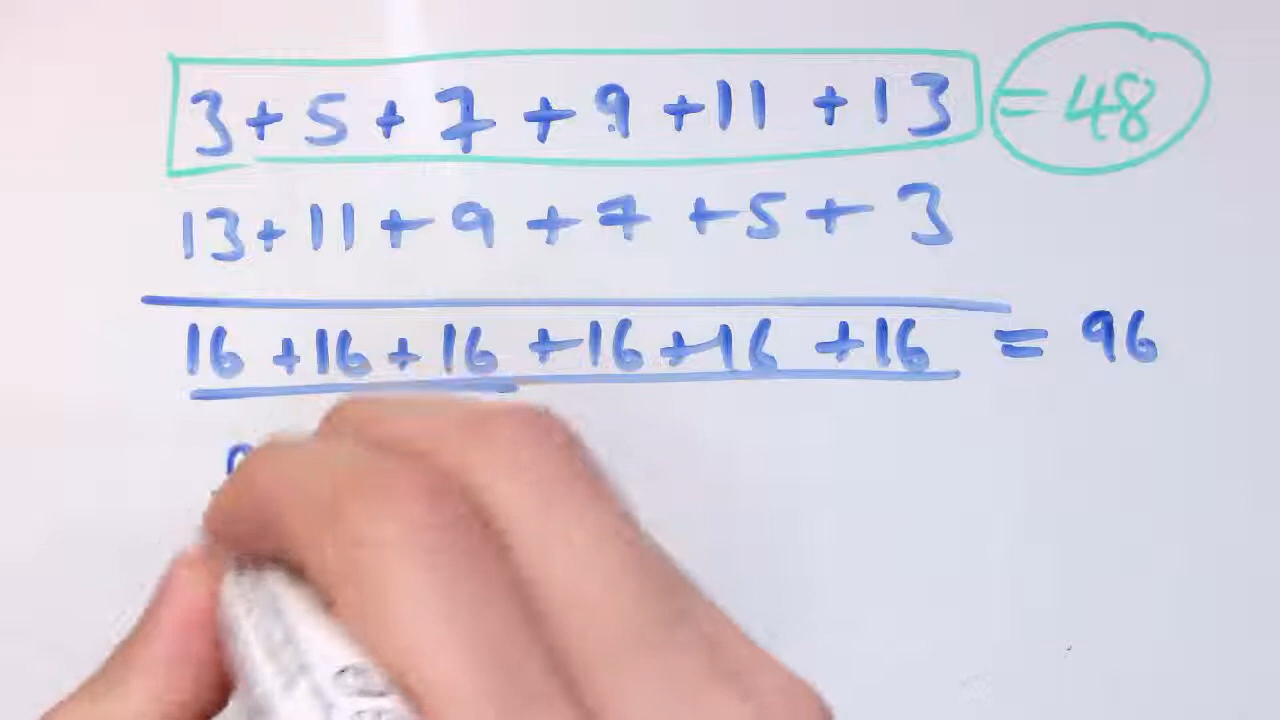 3 + 5 + 7 + 9 + 11 + 13 = 48
13 + 11 + 9 + 7 + 5 + 3
16 + 16 + 16 + 16 + 16 + 16 = 96